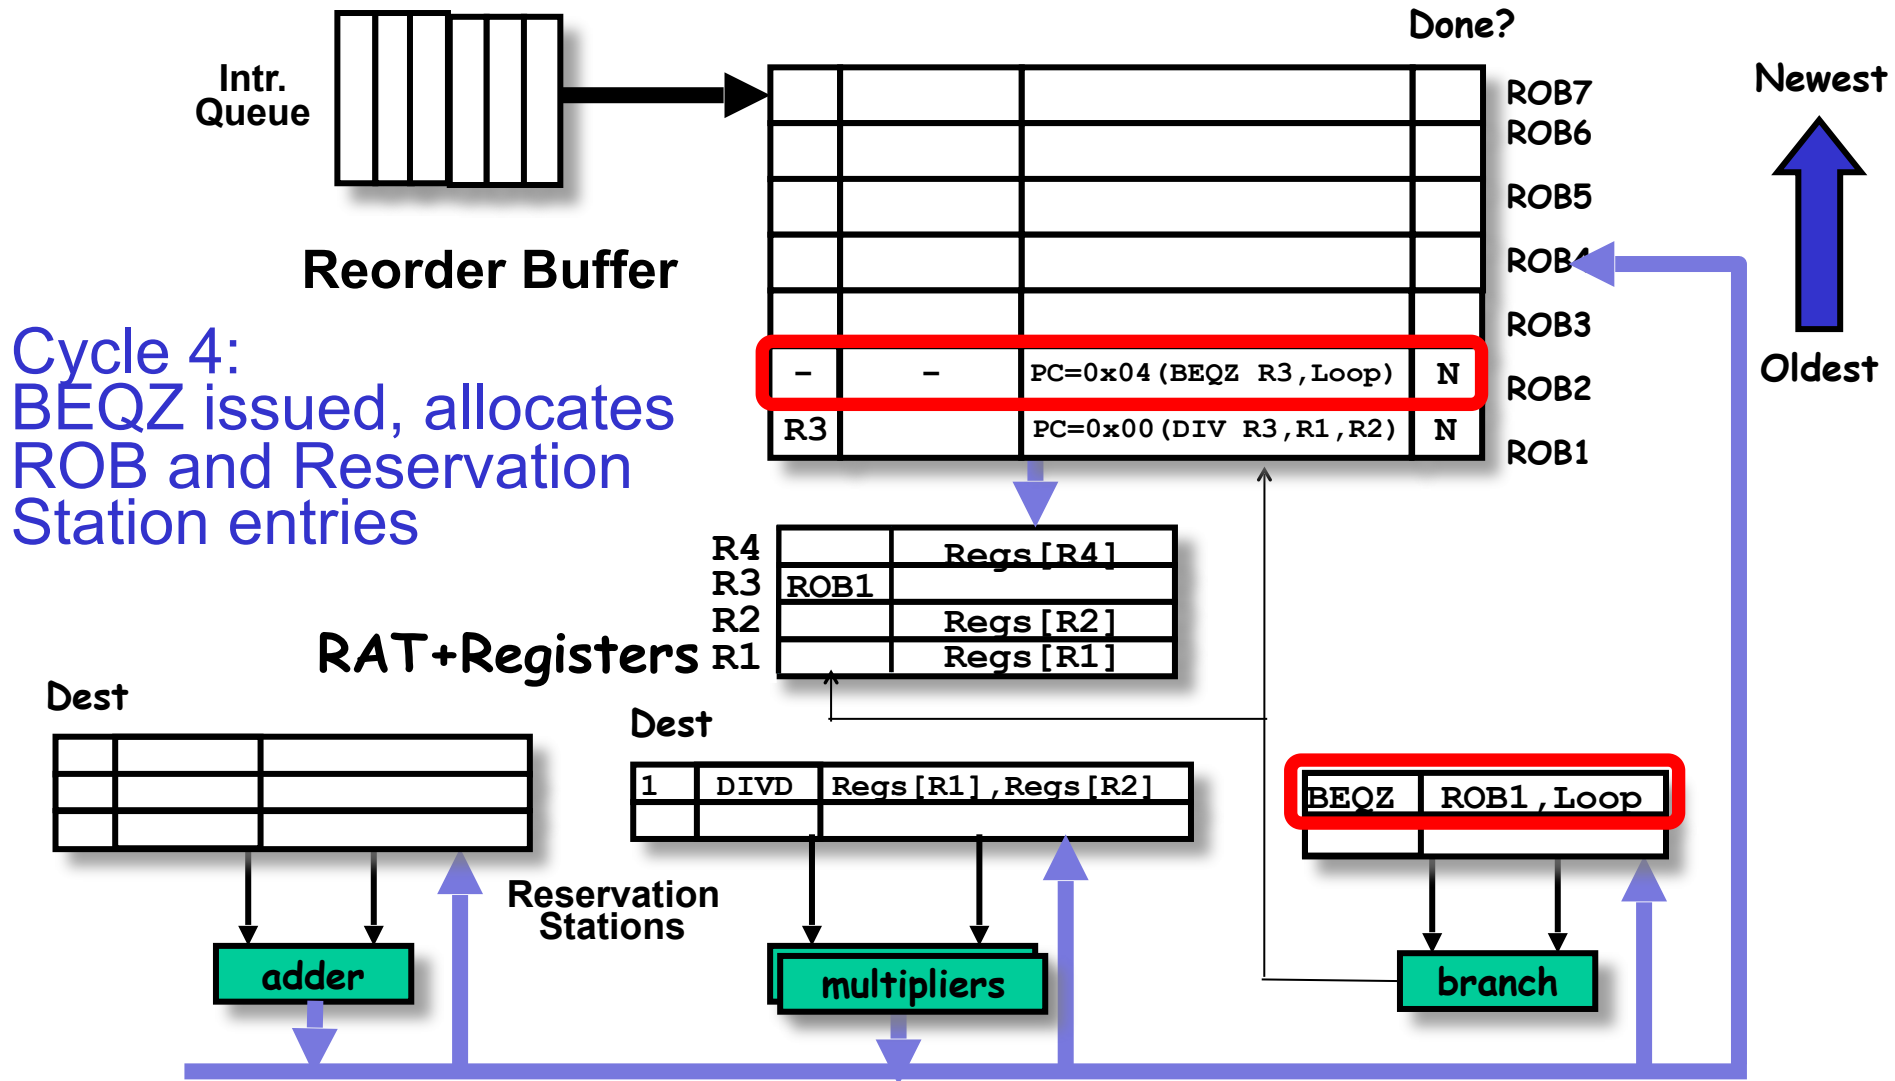 Done?
Intr.
Queue
ROB7
Newest
ROB6
ROB5
Reorder Buffer
ROB4
ROB3
Cycle 4:
BEQZ issued, allocates
ROB and Reservation
Station entries
Oldest
- - PC=0x04(BEQZ R3,Loop) N ROB2
R3 PC=0x00(DIV R3,R1,R2) N ROB1
R4 Regs[R4]
R3 ROB1
R2 Regs[R2]
RAT+Registers R1 Regs[R1]
Dest
Dest
1 DIVD Regs[R1],Regs[R2]
BEQZ ROB1,Loop
Reservation
Stations
adder
multipliers
branch